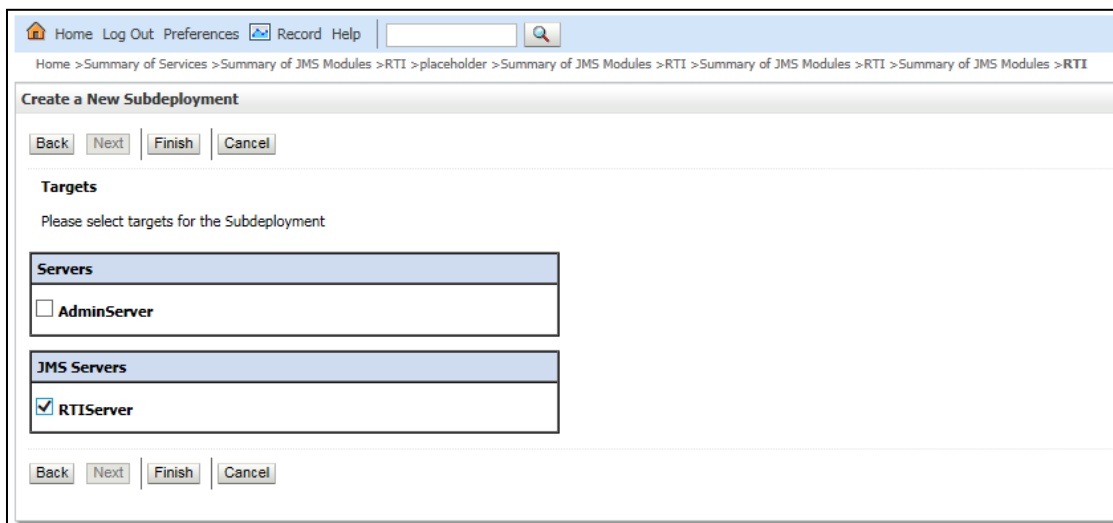 Home Log Out Preferences Record Help
Home >Summary of Services >Summary of JMS Modules >RTI >placeholder >Summary of JMS Modules >RTI >Summary of JMS Modules >RTI >Summary of JMS Modules >RTI
Create a New Subdeployment
Back Next Finish Cancel
Targets
Please select targets for the Subdeployment
Servers
AdminServer
JMS Servers
RTIServer
Back Next Finish Cancel